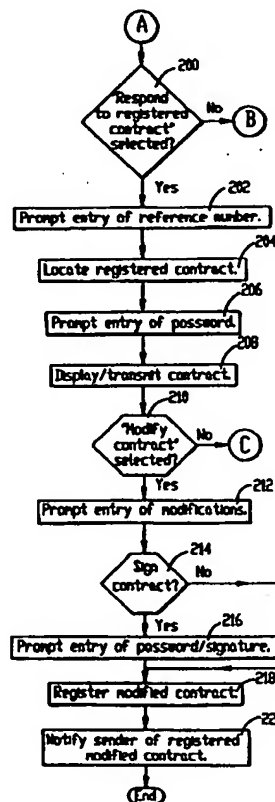 A
200
"Respond
to registered
contract"
selected?
No
B
Yes
202
Prompt entry of reference number.
204
Locate registered contract.
206
Prompt entry of password.
208
Display/transmit contract.
210
"Modify
contract"
selected?
No
C
Yes
212
Prompt entry of modifications.
214
Sign
contract?
No
Yes
216
Prompt entry of password/signature.
218
Register modified contract.
22
Notify sender of registered
modified contract.
End